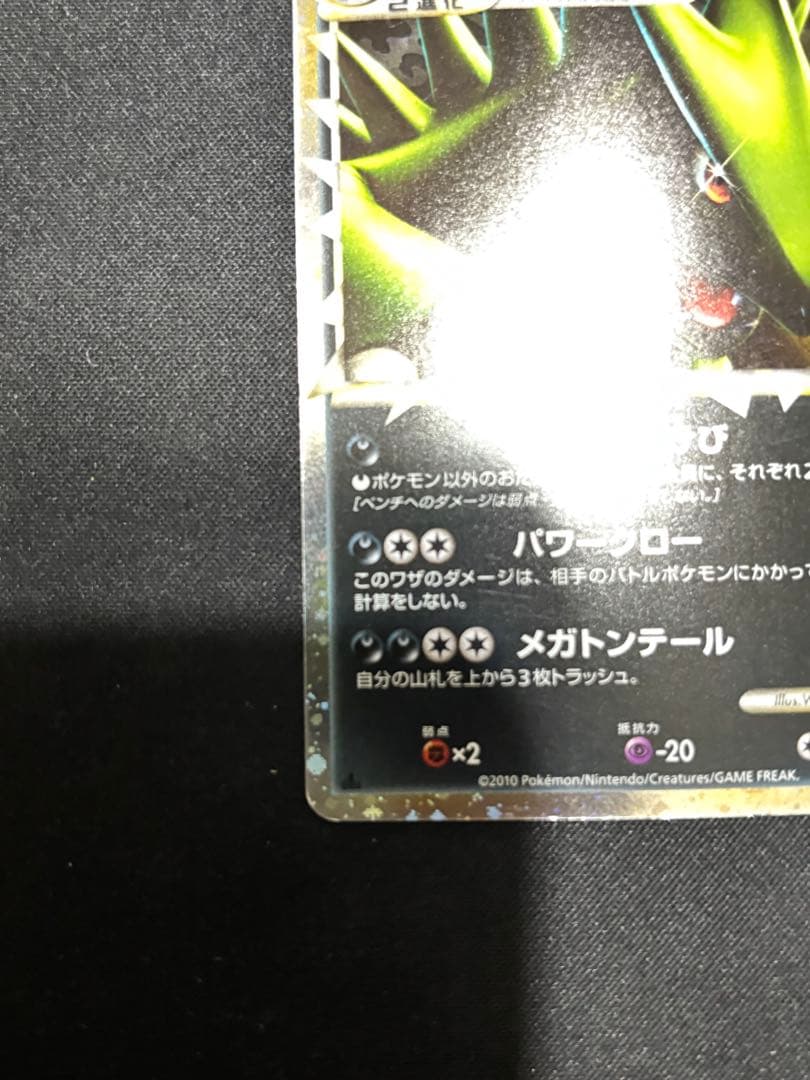 2進化
び
ポケモン以外のお に、それぞれ2
[ベンチへのダメージは弱点 ない。]
パワークロー
このワザのダメージは、相手のバトルポケモンにかかって
計算をしない。
メガトンテール
自分の山札を上から3枚トラッシュ。
弱点 抵抗力
×2 -20
Illus.
©2010 Pokémon/Nintendo/Creatures/GAME FREAK.